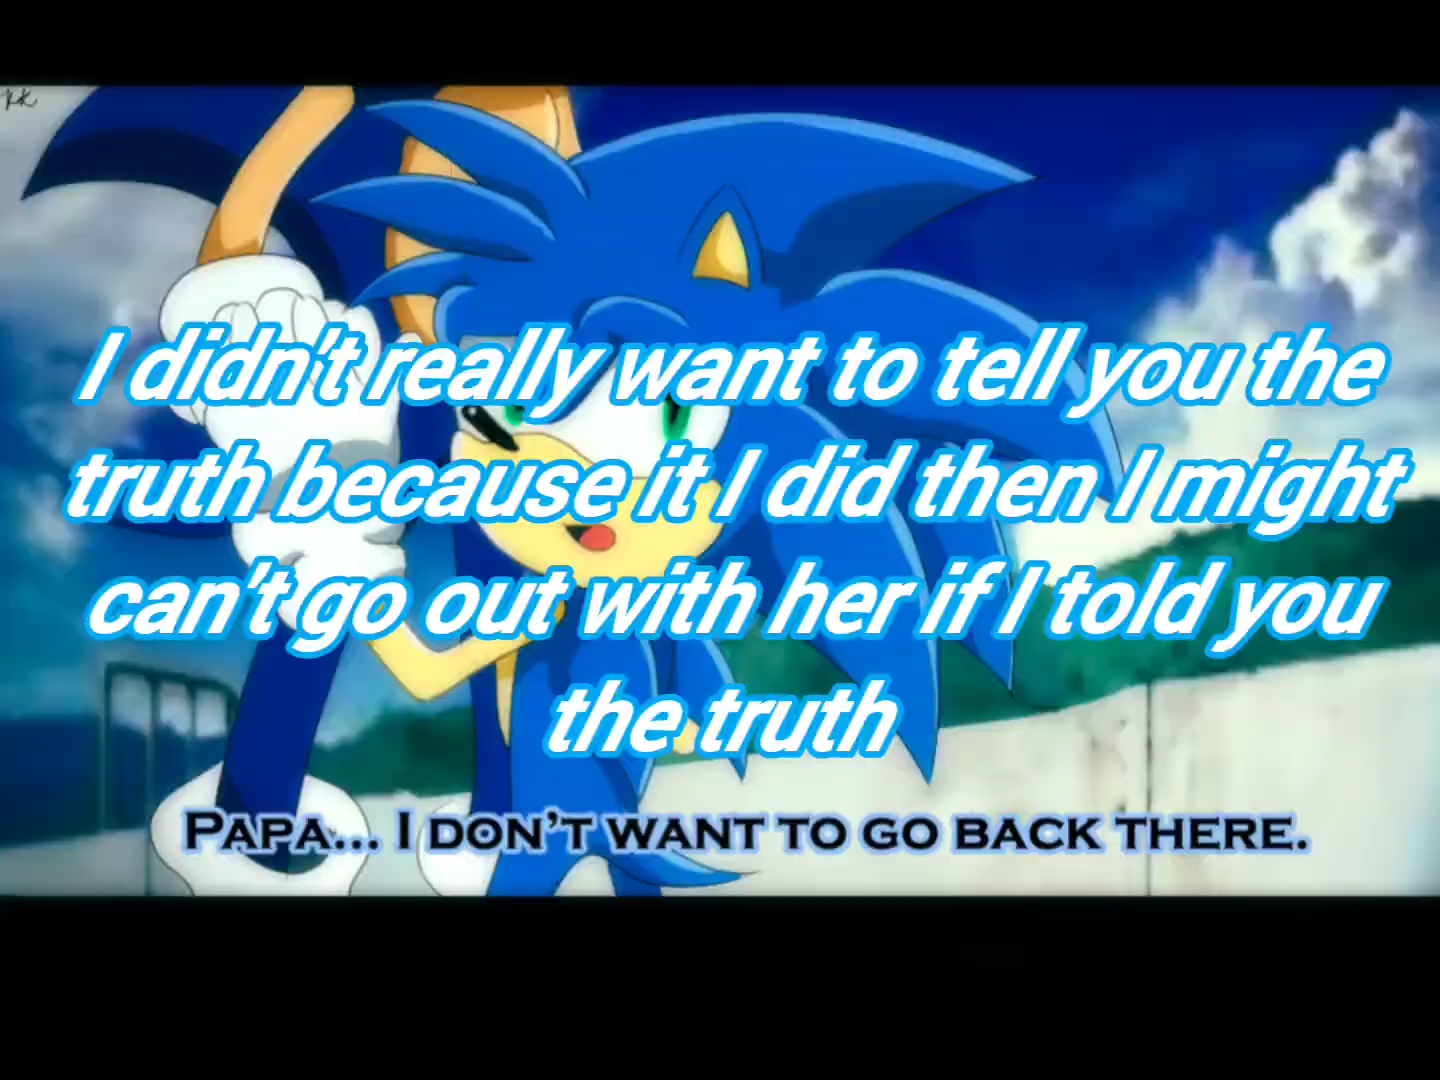 KK
I didn't really want to tell you the
truth because it I did then I might
can't go out with her if I told you
the truth
PAPA... I DON'T WANT TO GO BACK THERE.